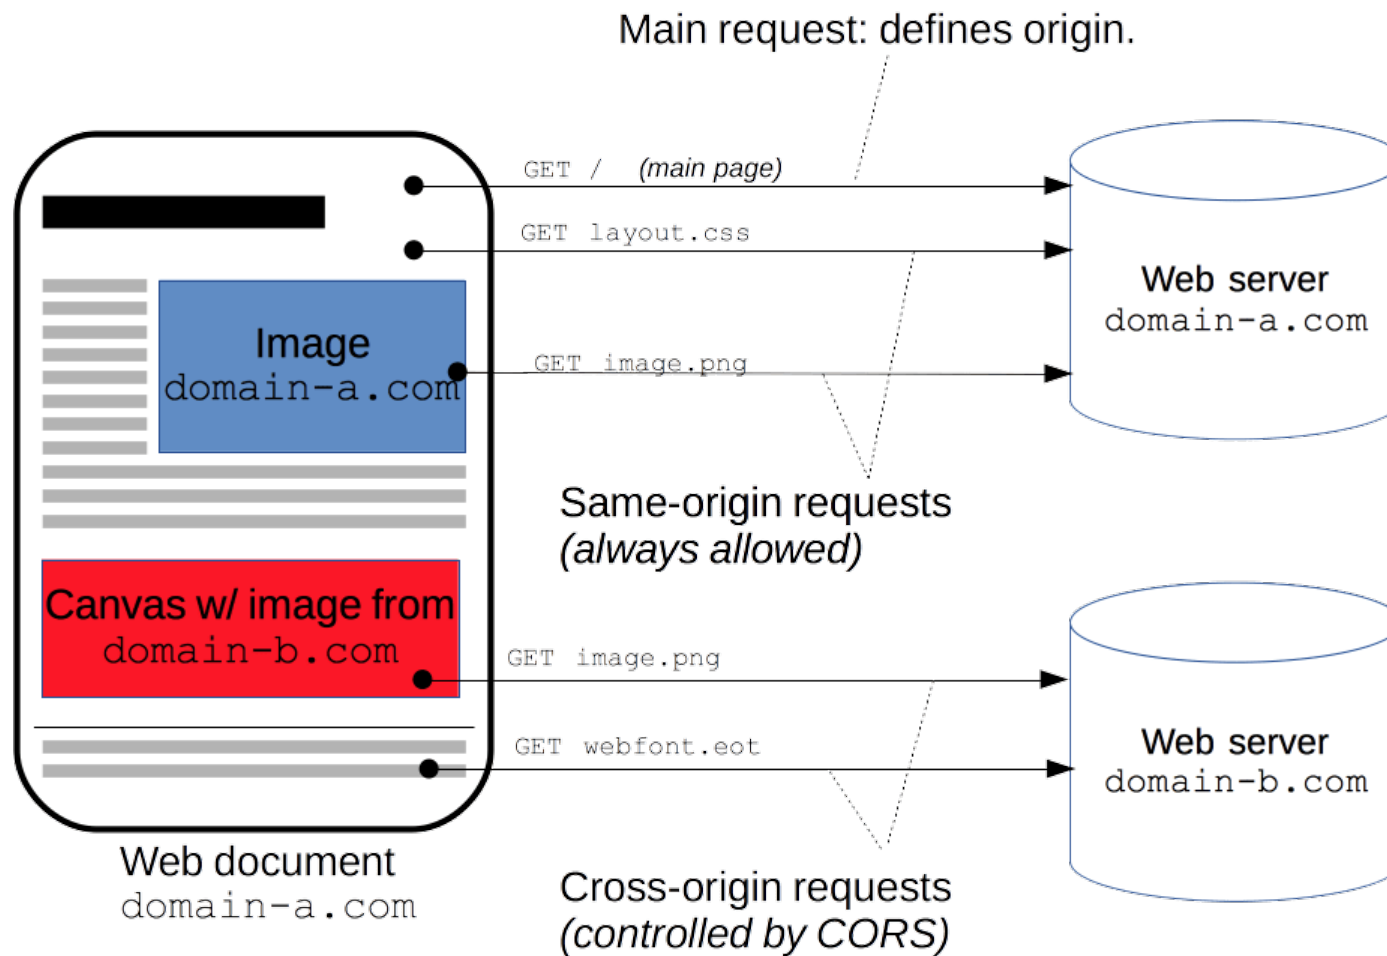 Main request: defines origin.
GET / (main page)
GET layout.css
Image
domain-a.com
GET image.png
Web server
domain-a.com
Same-origin requests
(always allowed)
Canvas w/ image from
domain-b.com
GET image.png
GET webfont.eot
Web server
domain-b.com
Web document
domain-a.com
Cross-origin requests
(controlled by CORS)